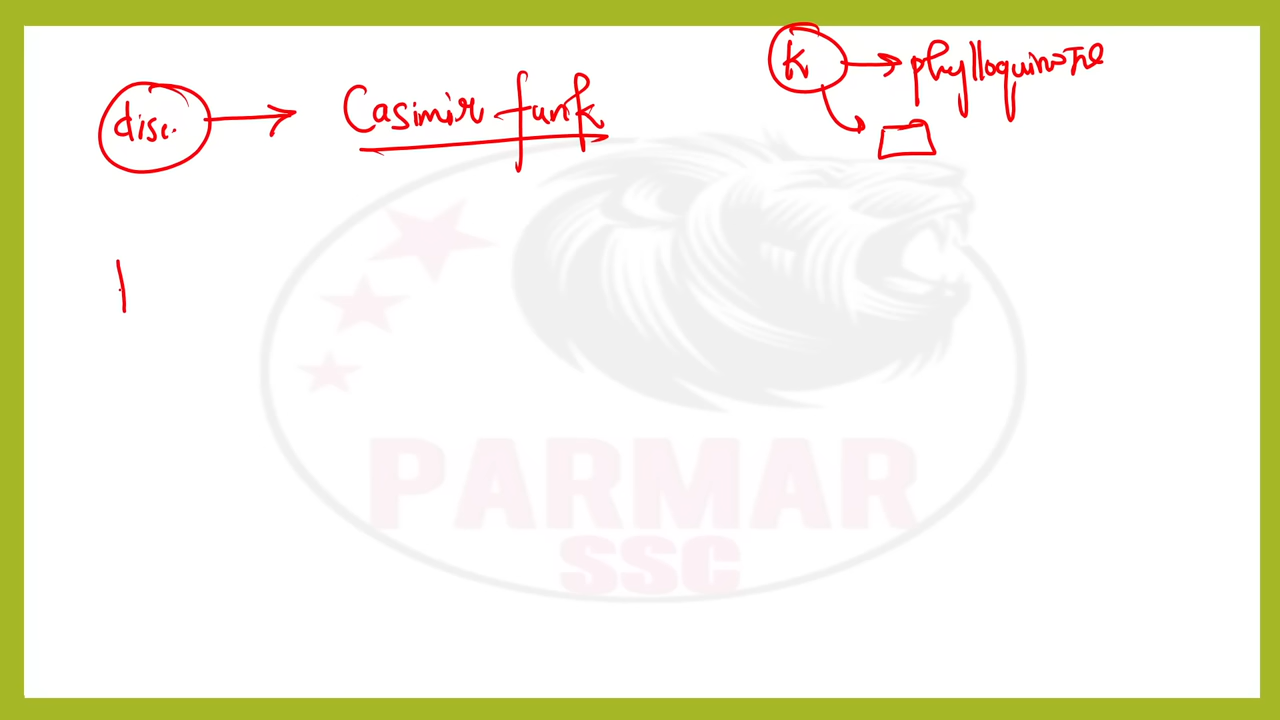 disc. → Casimir funk
K → phylloquinone
PARMAR
SSC